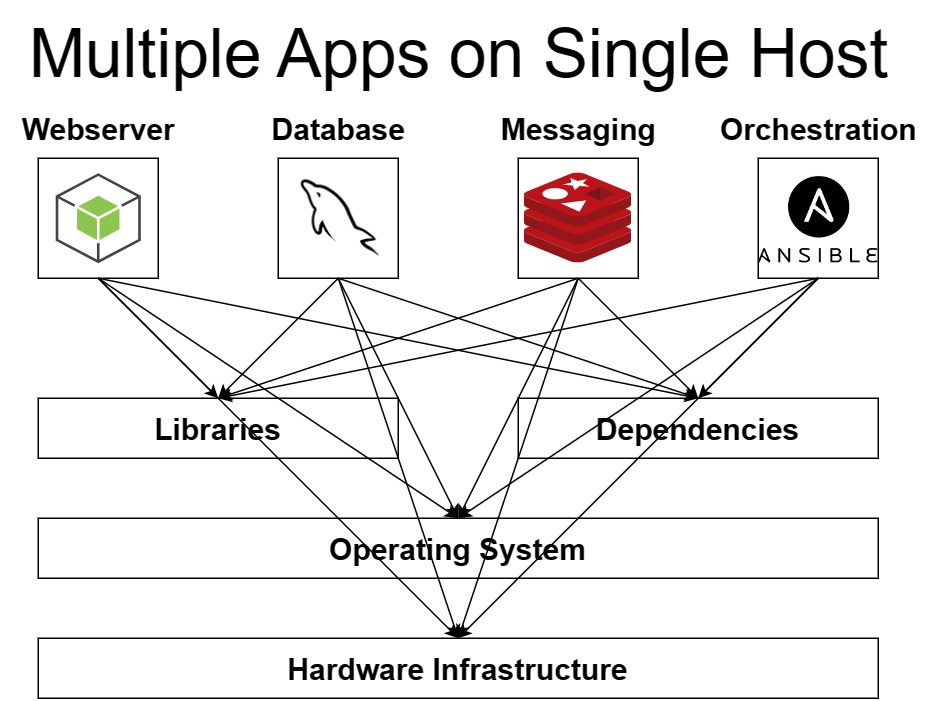 Multiple Apps on Single Host
Webserver Database Messaging Orchestration
ANSIBLE
Libraries Dependencies
Operating System
Hardware Infrastructure